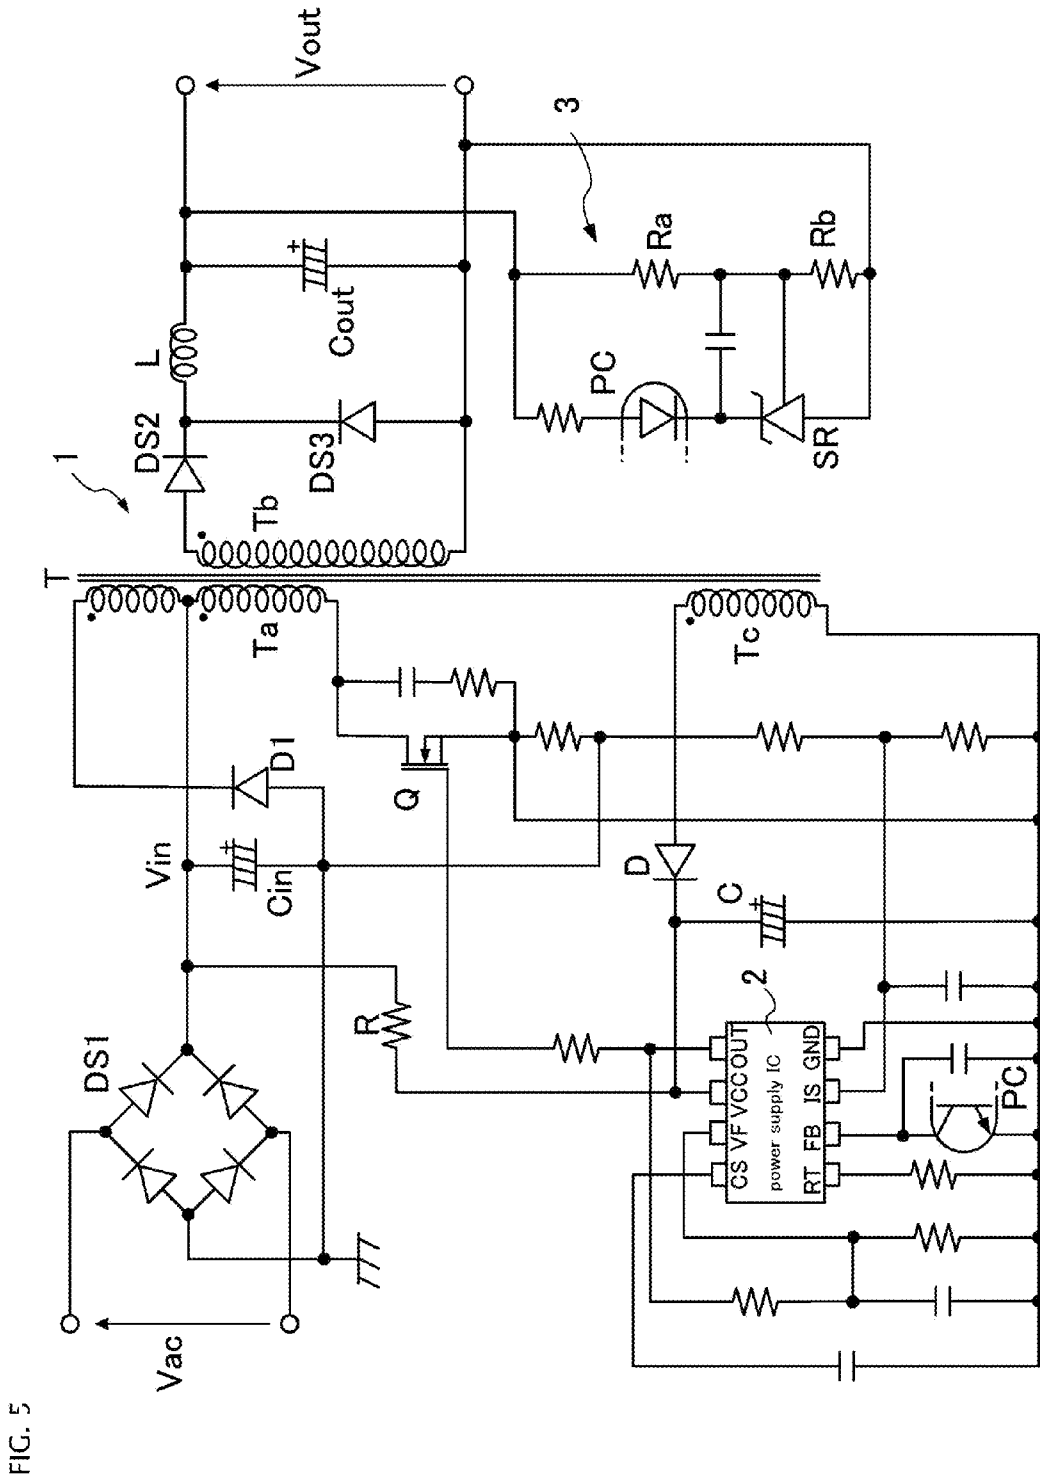 FIG. 5
1
T
Vac
DS1
Vin
Cin
D1
Ta
Tb
DS2
DS3
L
Cout
Vout
R
Q
Tc
D
C
2
CS VF VCC OUT
power supply IC
RT FB IS GND
PC
3
PC
Ra
Rb
SR